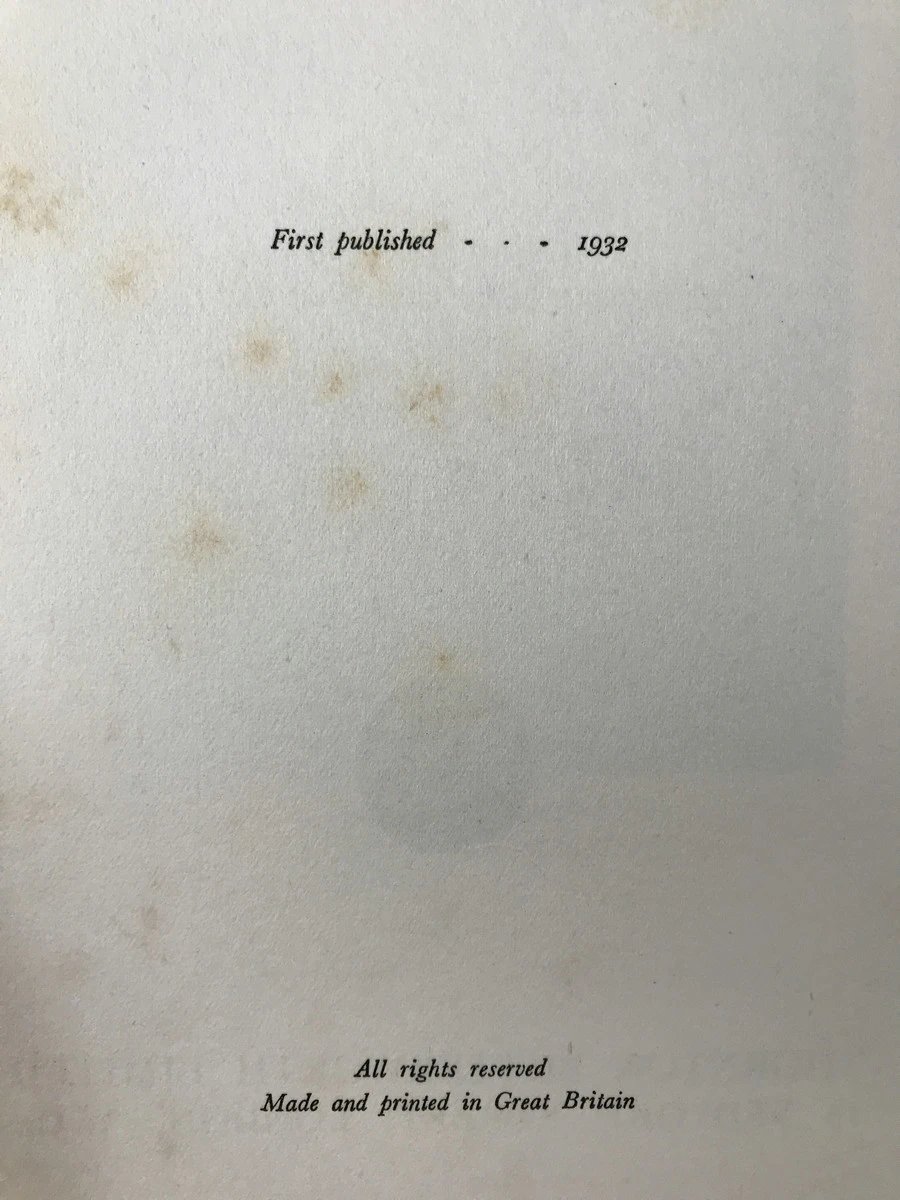 First published - - - 1932
All rights reserved
Made and printed in Great Britain